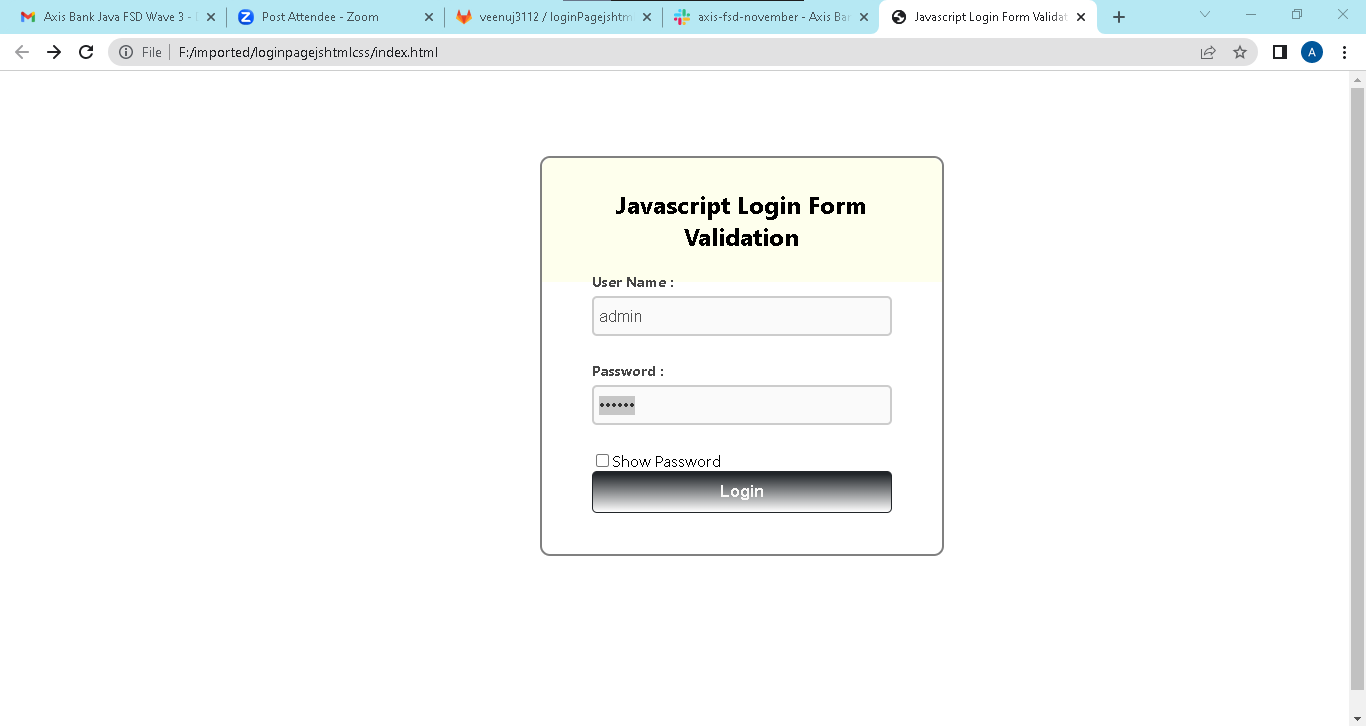 Axis Bank Java FSD Wave 3 -
Post Attendee - Zoom
veenuj3112 / loginPagejshtm
axis-fsd-november - Axis Ba
Javascript Login Form Validat
File
F:/imported/loginpagejshtmlcss/index.html
A
Javascript Login Form
Validation
User Name :
admin
Password :
••••••
Show Password
Login